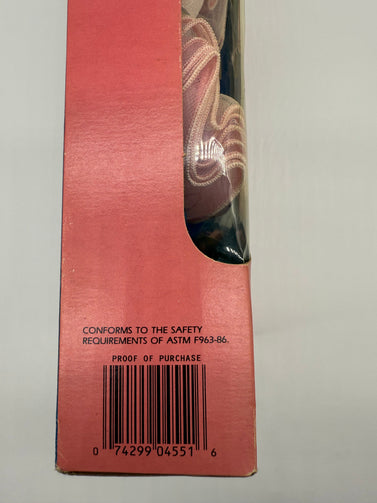 CONFORMS TO THE SAFETY
REQUIREMENTS OF ASTM F963-86.
PROOF OF PURCHASE
0 74299 04551 6